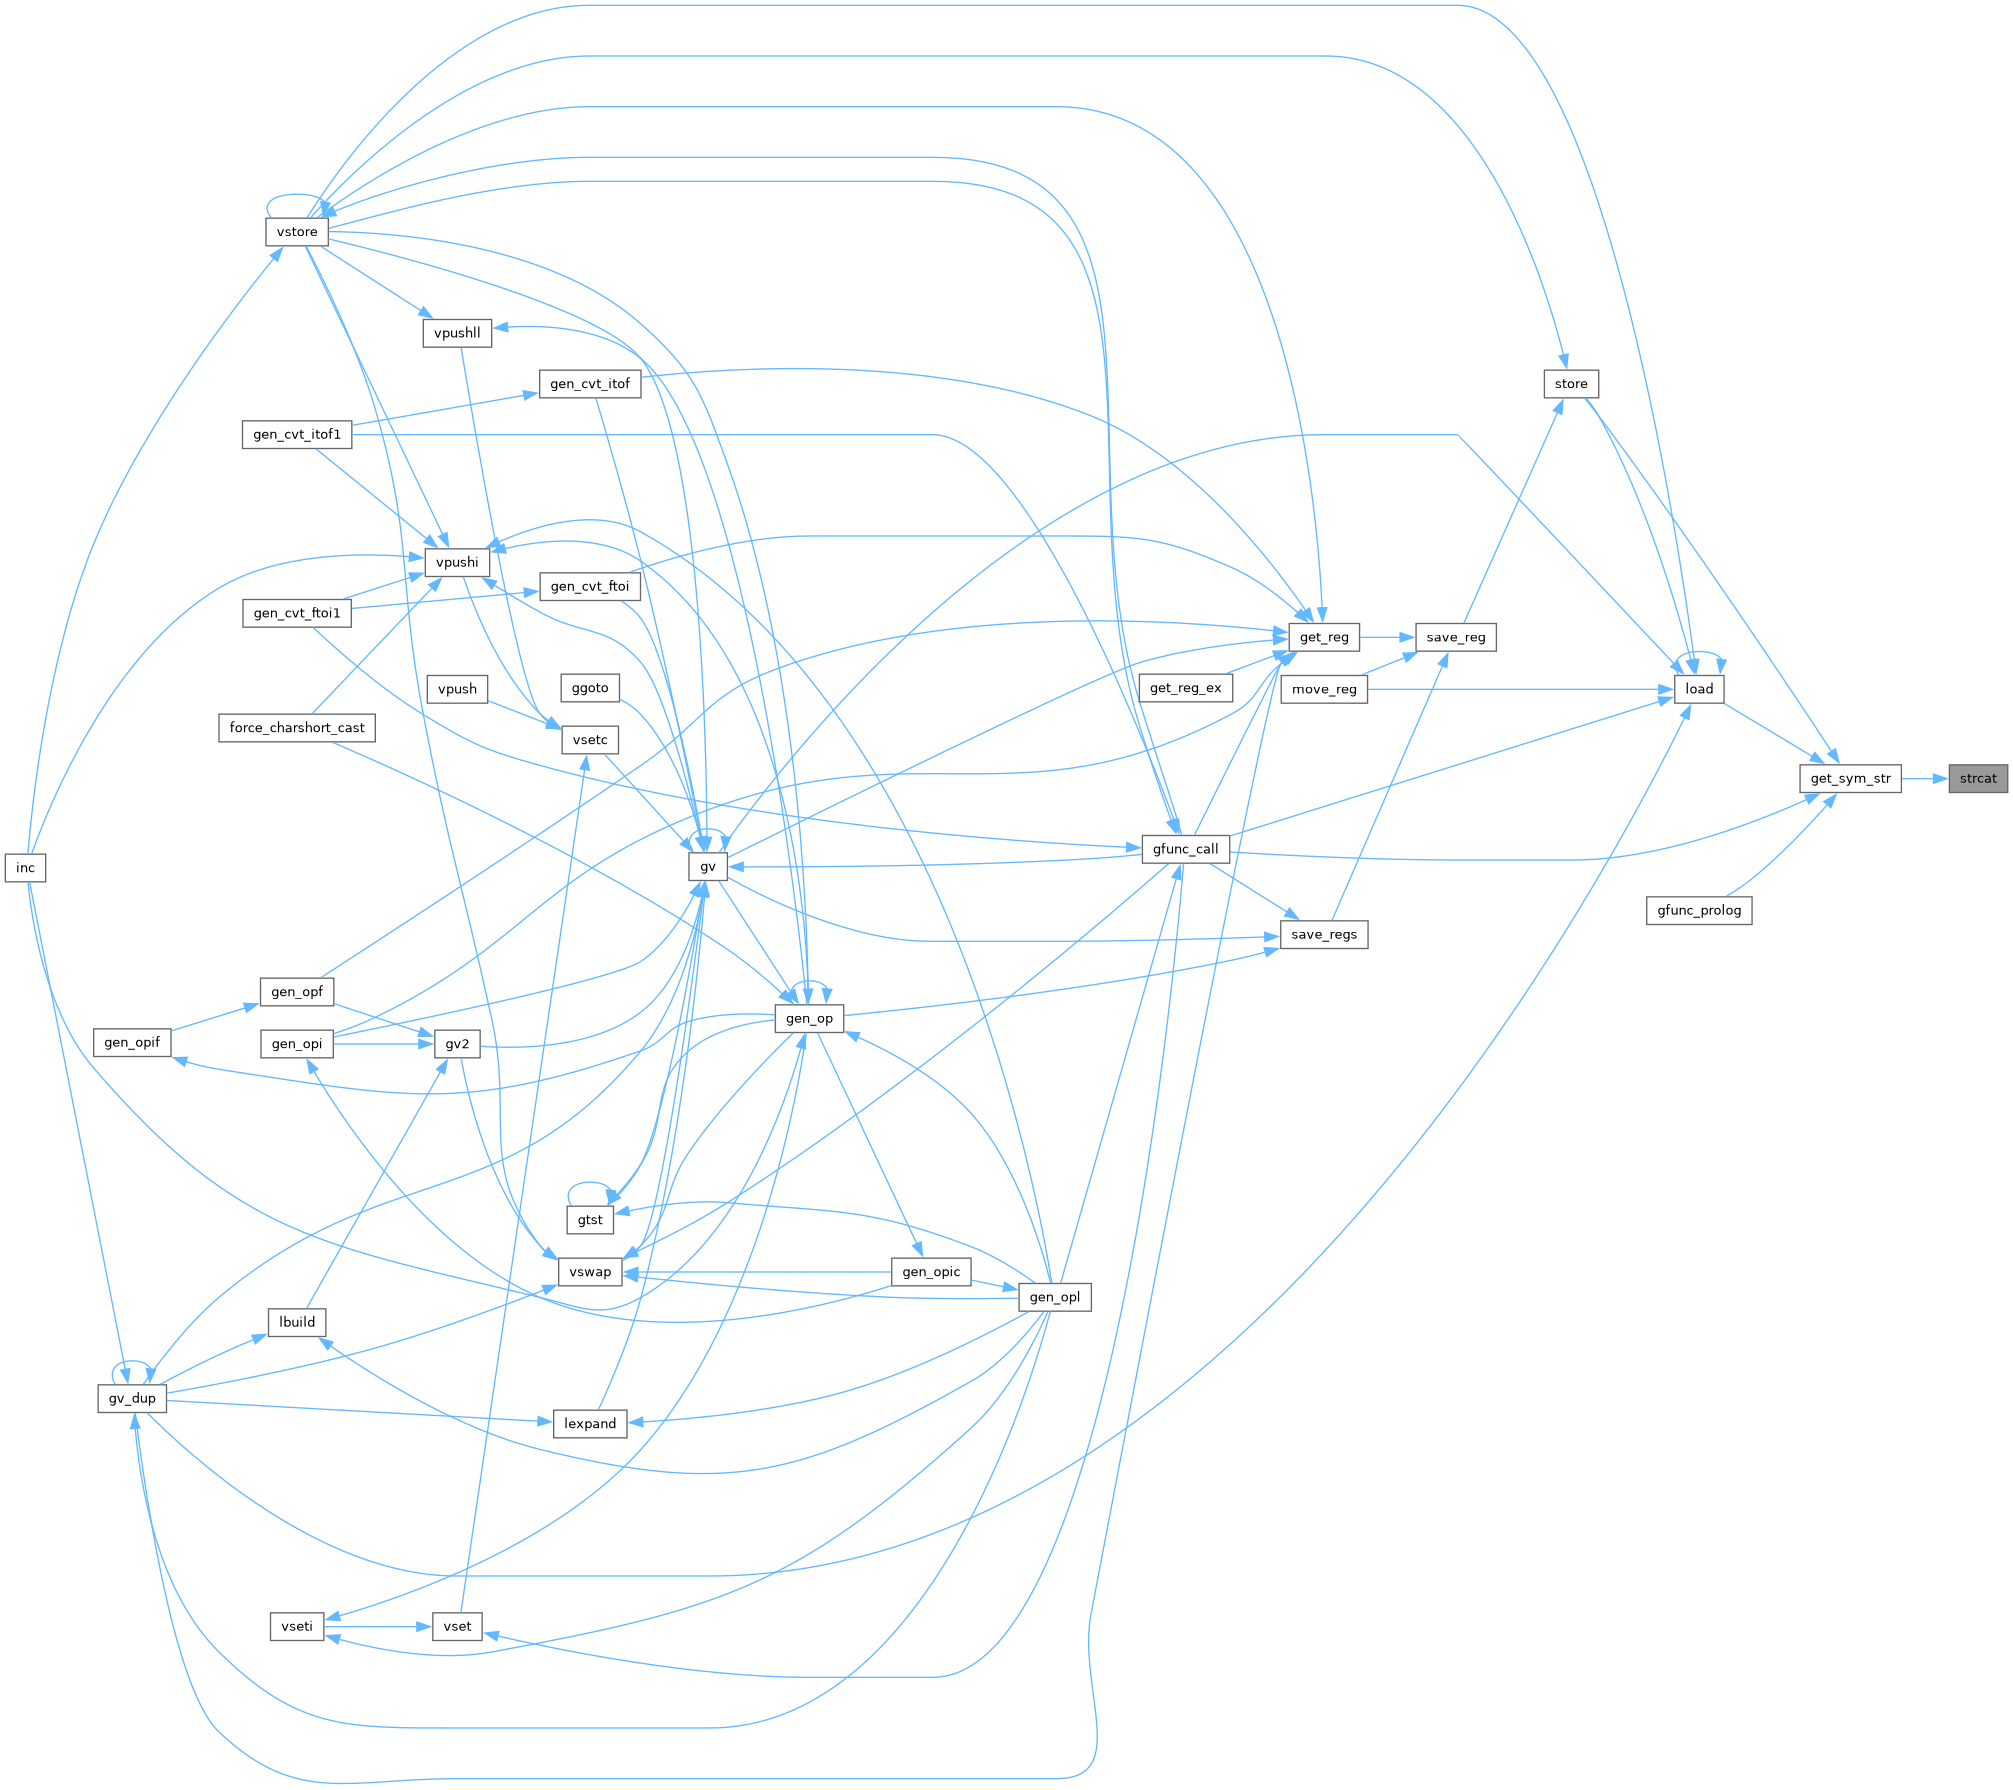 vstore
vpushll
gen_cvt_itof
store
gen_cvt_itof1
vpushi
gen_cvt_ftoi
gen_cvt_ftoi1
get_reg
save_reg
vpush
ggoto
get_reg_ex
move_reg
load
force_charshort_cast
vsetc
get_sym_str
strcat
gfunc_call
inc
gv
gfunc_prolog
save_regs
gen_opf
gen_op
gen_opif
gen_opi
gv2
gtst
vswap
gen_opic
gen_opl
lbuild
gv_dup
lexpand
vseti
vset